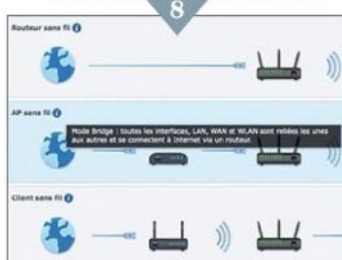 8
Routeur sans fil
AP sans fil
Mode Bridge : toutes les interfaces, LAN, WAN et WLAN sont reliées les unes
aux autres et se connectent à Internet via un routeur.
Client sans fil